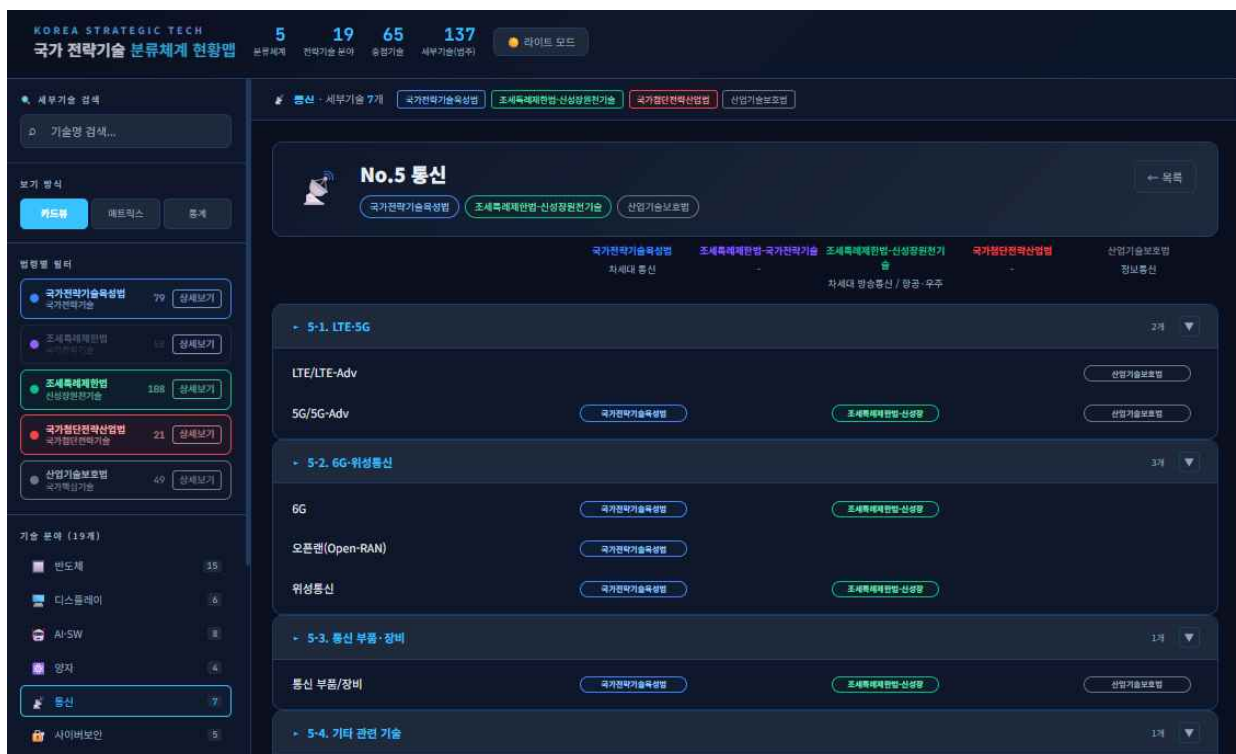 KOREA STRATEGIC TECH
국가 전략기술 분류체계 현황맵
5 19 65 137
분류체계 전략기술 분야 중점기술 세부기술(범주)
라이트 모드
세부기술 검색
기술명 검색...
보기 방식
카드뷰 매트릭스 통계
법령별 필터
국가전략기술육성법 79 상세보기
국가전략기술
조세특례제한법 상세보기
국가전략기술
조세특례제한법 188 상세보기
신성장원천기술
국가첨단전략산업법 21 상세보기
국가첨단전략기술
산업기술보호법 49 상세보기
국가핵심기술
기술 분야 (19개)
반도체 15
디스플레이 6
AI·SW 8
양자 4
통신 7
사이버보안 5
통신 · 세부기술 7개 국가전략기술육성법 조세특례제한법-신성장원천기술 국가첨단전략산업법 산업기술보호법
No.5 통신
← 목록
국가전략기술육성법 조세특례제한법-신성장원천기술 산업기술보호법
국가전략기술육성법 조세특례제한법-국가전략기술 조세특례제한법-신성장원천기 국가첨단전략산업법 산업기술보호법
차세대 통신 - 술 - 정보통신
차세대 방송통신 / 항공·우주
5-1. LTE·5G 2개 ▼
LTE/LTE-Adv 산업기술보호법
5G/5G-Adv 국가전략기술육성법 조세특례제한법-신성장 산업기술보호법
5-2. 6G·위성통신 3개 ▼
6G 국가전략기술육성법 조세특례제한법-신성장
오픈랜(Open-RAN) 국가전략기술육성법
위성통신 국가전략기술육성법 조세특례제한법-신성장
5-3. 통신 부품·장비 1개 ▼
통신 부품/장비 국가전략기술육성법 조세특례제한법-신성장 산업기술보호법
5-4. 기타 관련 기술 1개 ▼